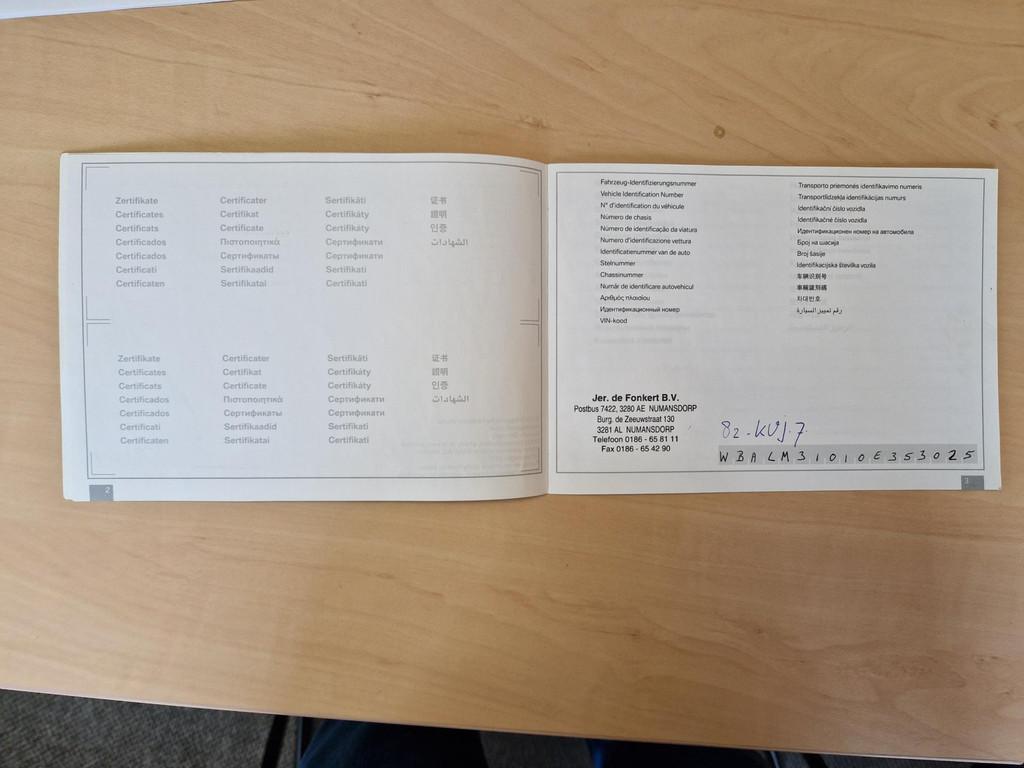 Zertifikate Certificater Sertifikāti 证书
Certificates Certifikat Certifikáty 證明
Certificats Certificate Certifikáty 인증
Certificados Πιστοποιητικά Сертификати الشهادات
Certificados Сертификаты Сертификати
Certificati Sertifikaadid Sertifikati
Certificaten Sertifikatai Certifikati
Zertifikate Certificater Sertifikāti 证书
Certificates Certifikat Certifikáty 證明
Certificats Certificate Certifikáty 인증
Certificados Πιστοποιητικά Сертификати الشهادات
Certificados Сертификаты Сертификати
Certificati Sertifikaadid Sertifikati
Certificaten Sertifikatai Certifikati
2
Fahrzeug-Identifizierungsnummer
Vehicle Identification Number
N° d'identification du véhicule
Número de chasis
Número de identificação da viatura
Numero d'identificazione vettura
Identificatienummer van de auto
Stelnummer
Chassinummer
Număr de identificare autovehicul
Αριθμός πλαισίου
Идентификационный номер
VIN-kood
Transporto priemonės identifikavimo numeris
Transportlīdzekļa identifikācijas numurs
Identifikační číslo vozidla
Identifikačné číslo vozidla
Идентификационен номер на автомобила
Број на шасија
Broj šasije
Identifikacijska številka vozila
车辆识别号
車輛識別碼
차대번호
رقم تمييز السيارة
Jer. de Fonkert B.V.
Postbus 7422, 3280 AE NUMANSDORP
Burg. de Zeeuwstraat 130
3281 AL NUMANSDORP
Telefoon 0186 - 65 81 11
Fax 0186 - 65 42 90
82-KVJ-7
WBALM31010E353025
3